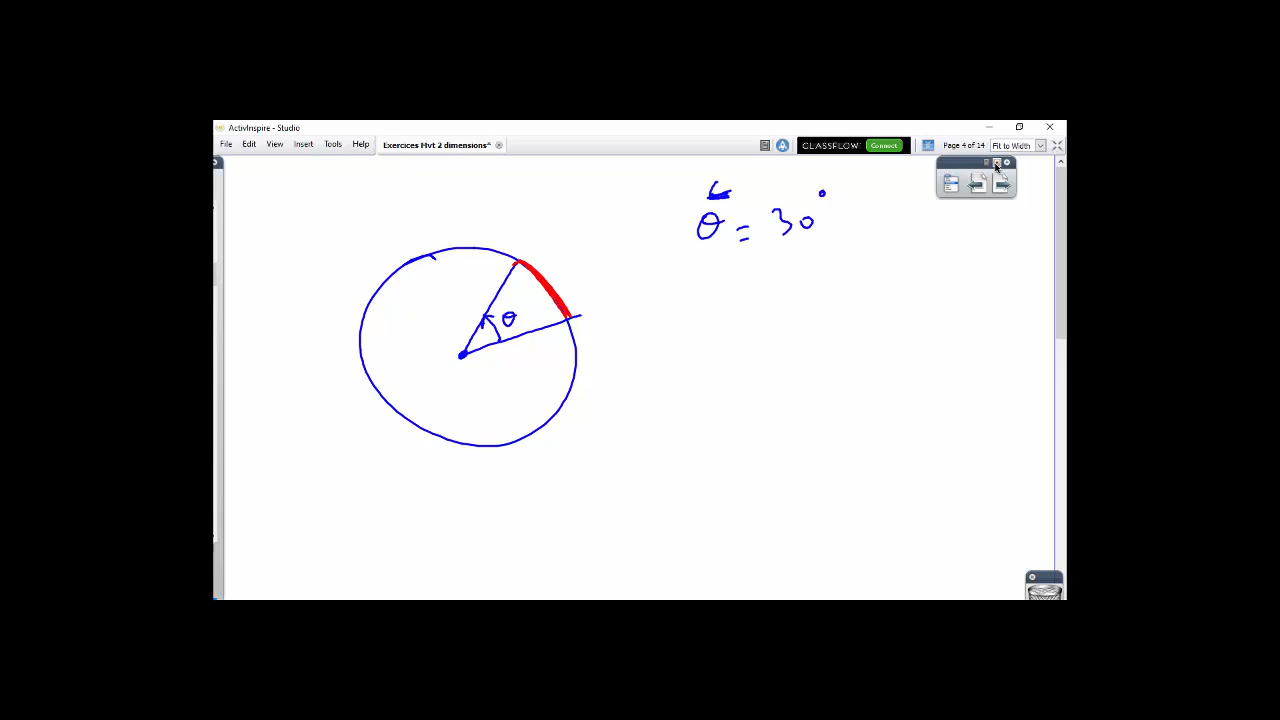 ActivInspire - Studio
File Edit View Insert Tools Help
Exercices Mvt 2 dimensions*
CLASSFLOW Connect
Page 4 of 14
Fit to Width
θ = 30°
θ